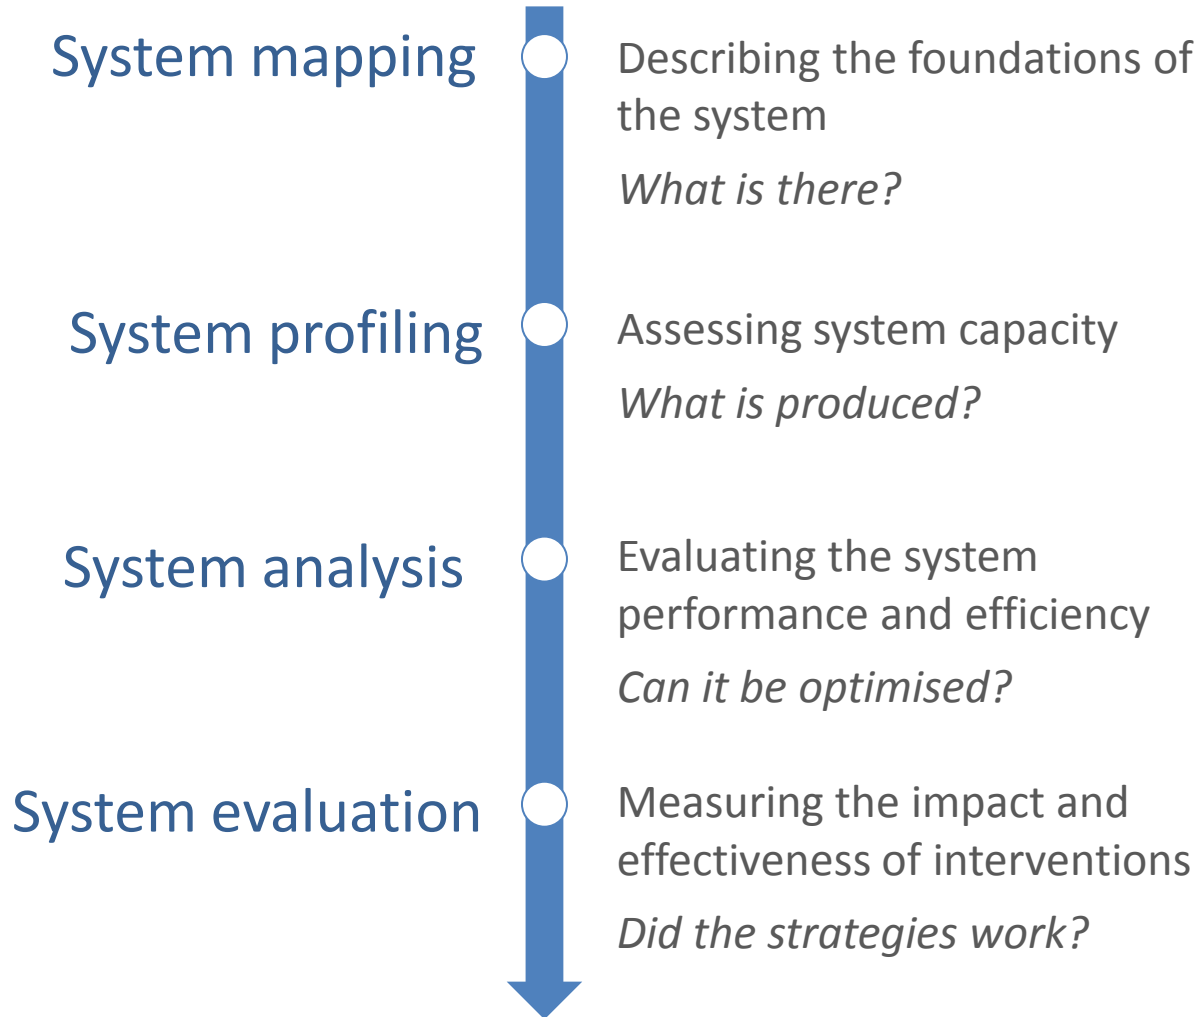 System mapping
Describing the foundations of
the system
What is there?
System profiling
Assessing system capacity
What is produced?
System analysis
Evaluating the system
performance and efficiency
Can it be optimised?
System evaluation
Measuring the impact and
effectiveness of interventions
Did the strategies work?